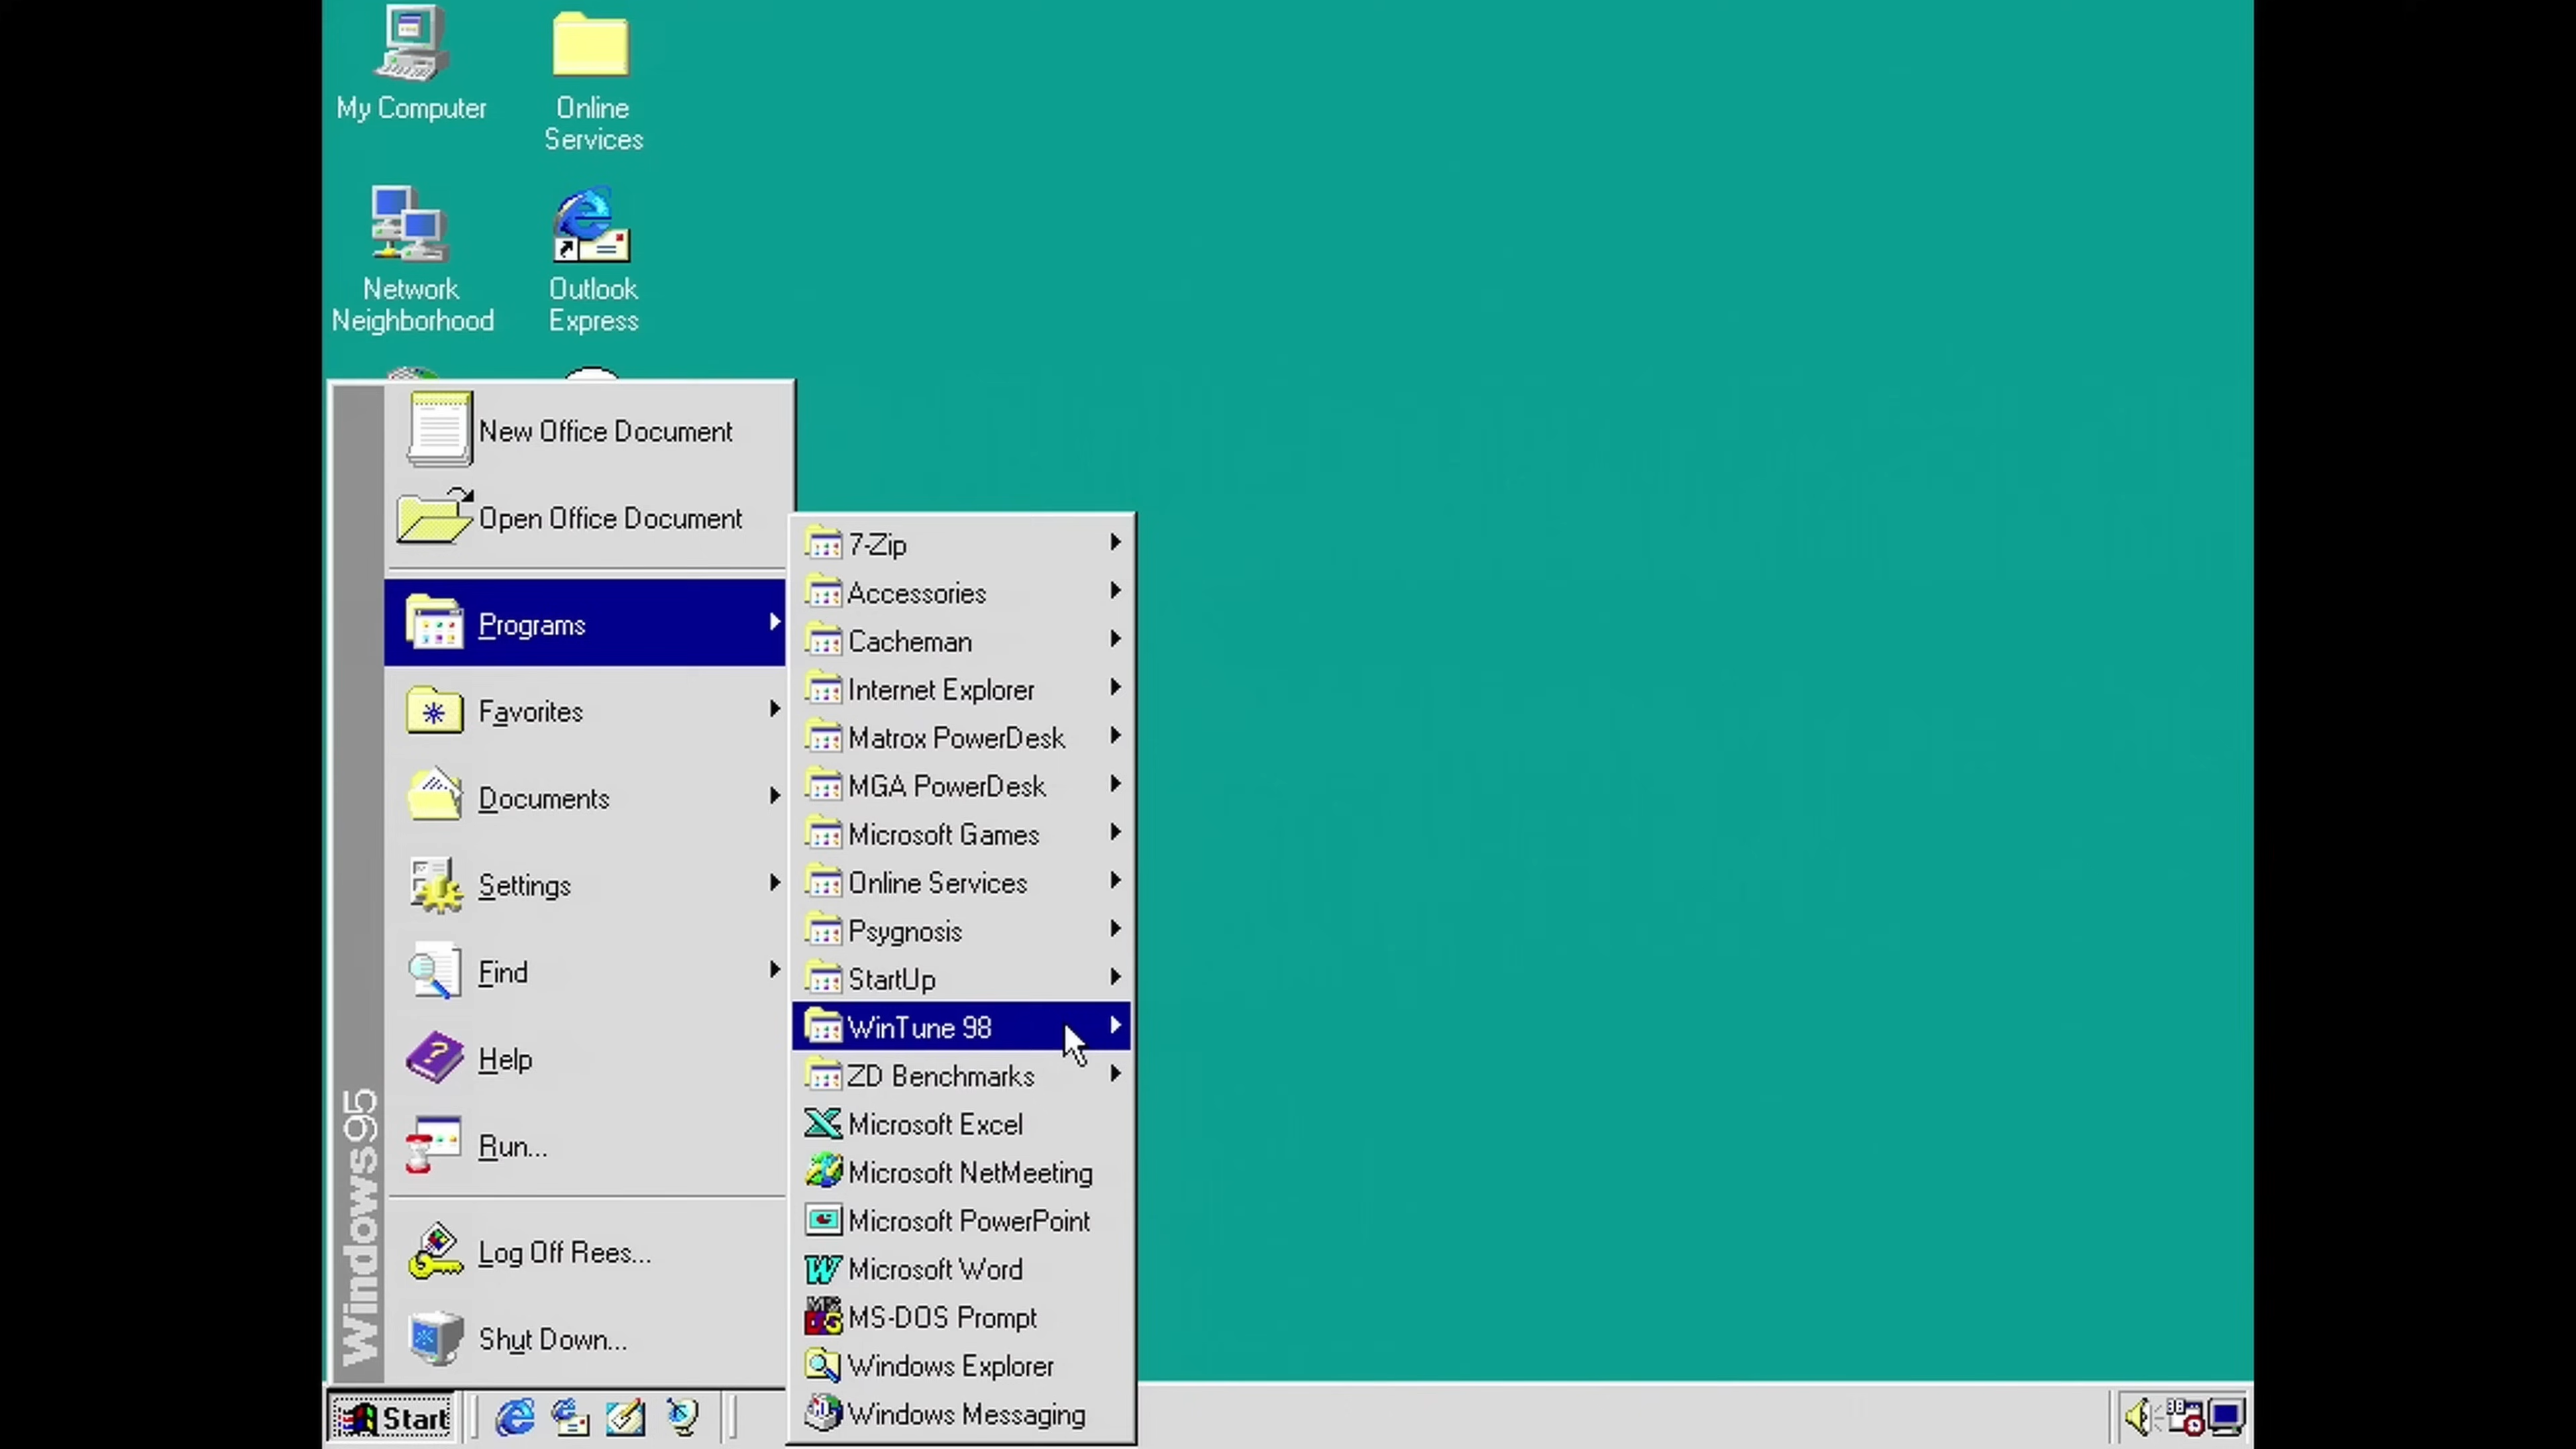 My Computer
Online
Services
Network
Neighborhood
Outlook
Express
New Office Document
Open Office Document
Programs
Favorites
Documents
Settings
Find
Help
Run...
Log Off Rees...
Shut Down...
Windows95
7-Zip
Accessories
Cacheman
Internet Explorer
Matrox PowerDesk
MGA PowerDesk
Microsoft Games
Online Services
Psygnosis
StartUp
WinTune 98
ZD Benchmarks
Microsoft Excel
Microsoft NetMeeting
Microsoft PowerPoint
Microsoft Word
MS-DOS Prompt
Windows Explorer
Windows Messaging
Start